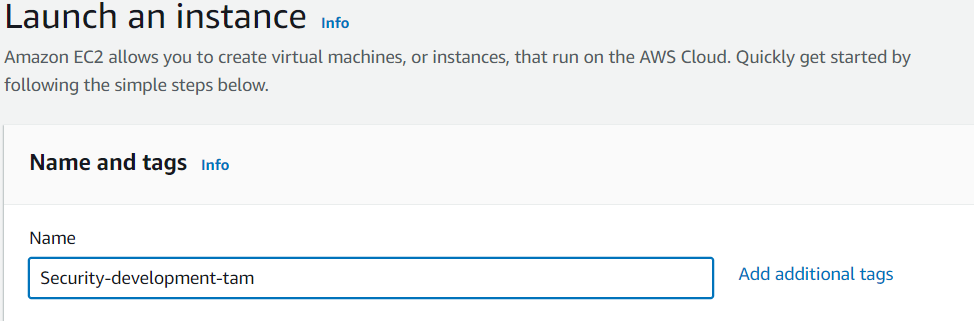 Launch an instance Info
Amazon EC2 allows you to create virtual machines, or instances, that run on the AWS Cloud. Quickly get started by
following the simple steps below.
Name and tags Info
Name
Security-development-tam
Add additional tags